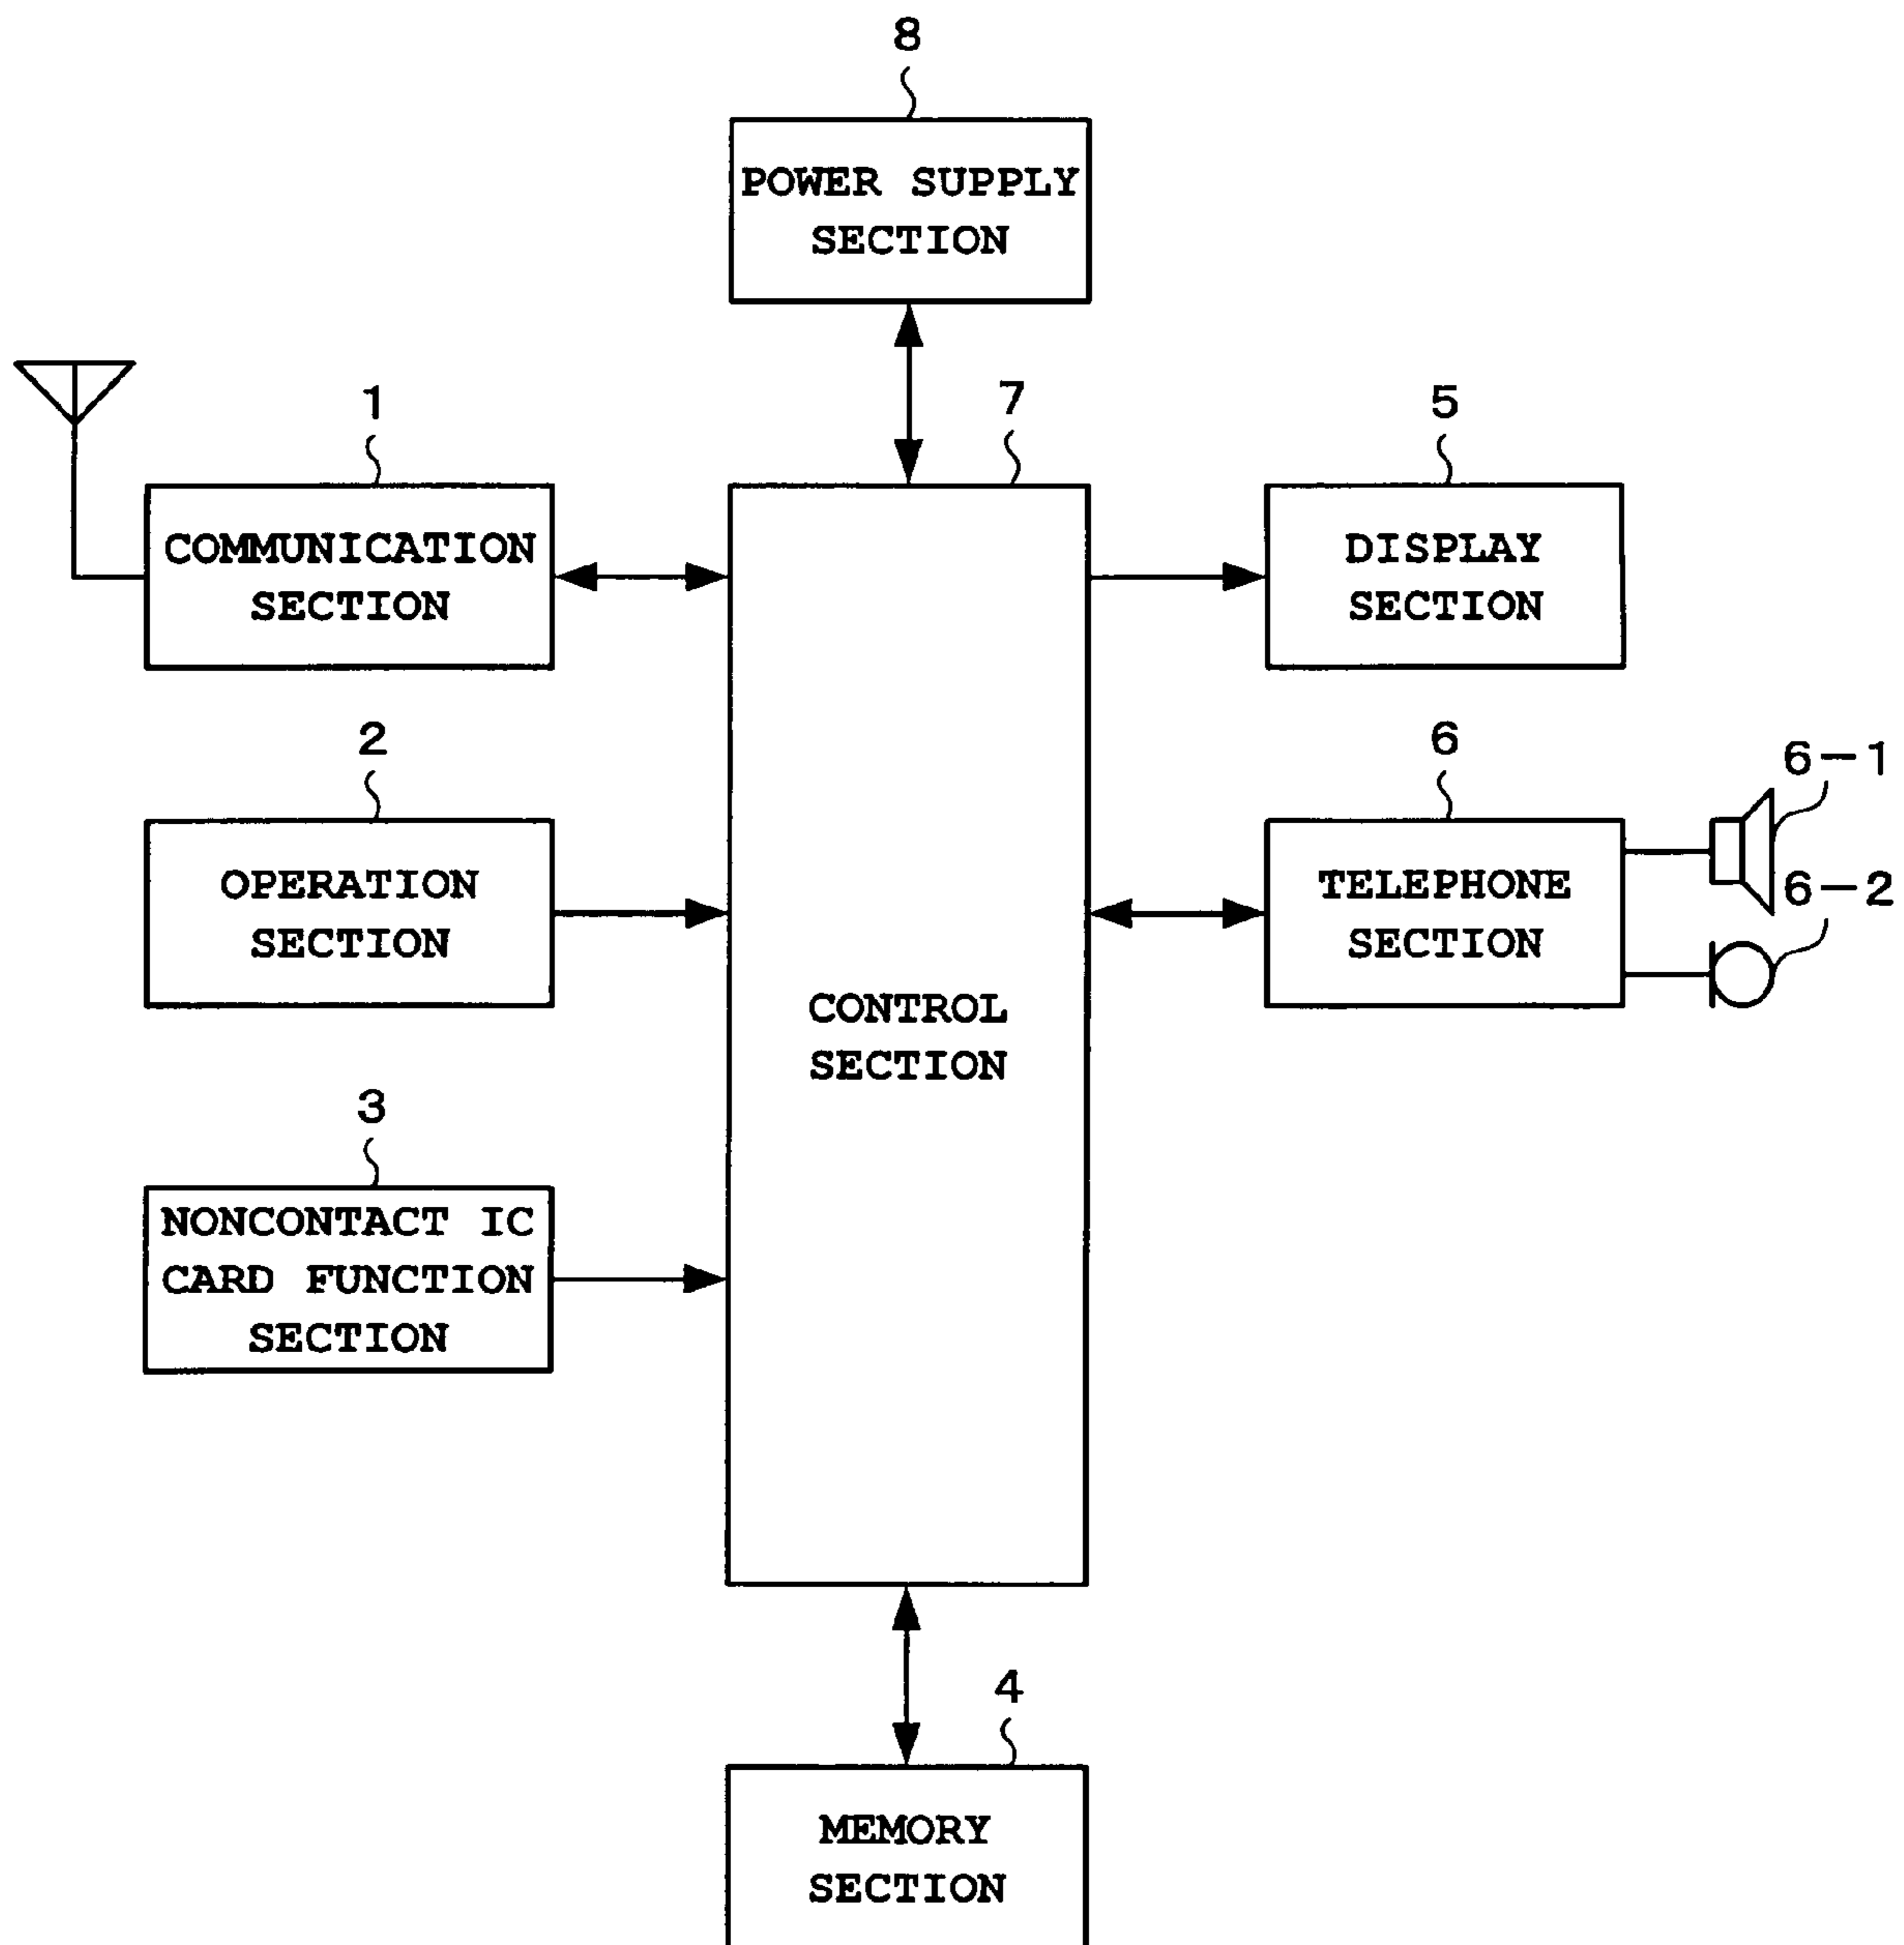 8
POWER SUPPLY
SECTION
1
7
5
COMMUNICATION
SECTION
DISPLAY
SECTION
2
6
6-1
OPERATION
SECTION
TELEPHONE
SECTION
6-2
CONTROL
SECTION
3
NONCONTACT IC
CARD FUNCTION
SECTION
4
MEMORY
SECTION